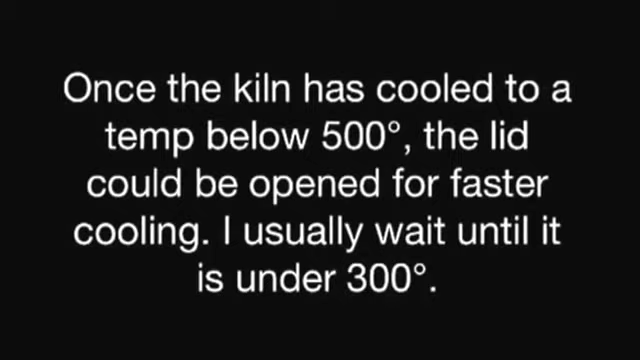 Once the kiln has cooled to a
temp below 500°, the lid
could be opened for faster
cooling. I usually wait until it
is under 300°.